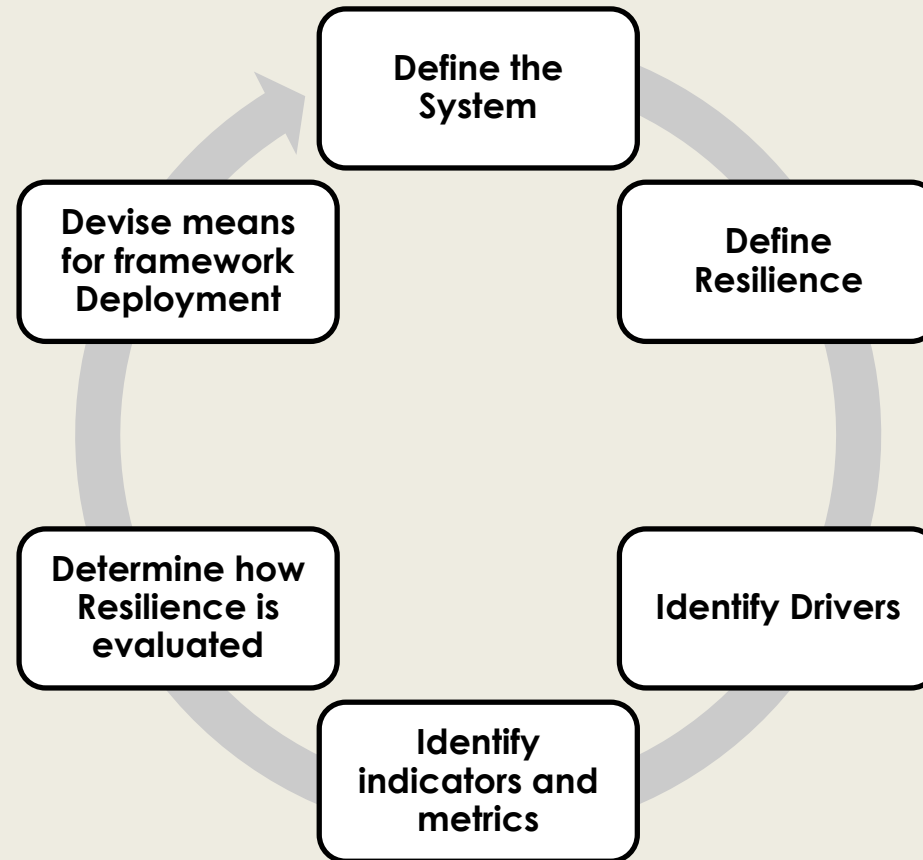 Define the
System
Define
Resilience
Identify Drivers
Identify
indicators and
metrics
Determine how
Resilience is
evaluated
Devise means
for framework
Deployment